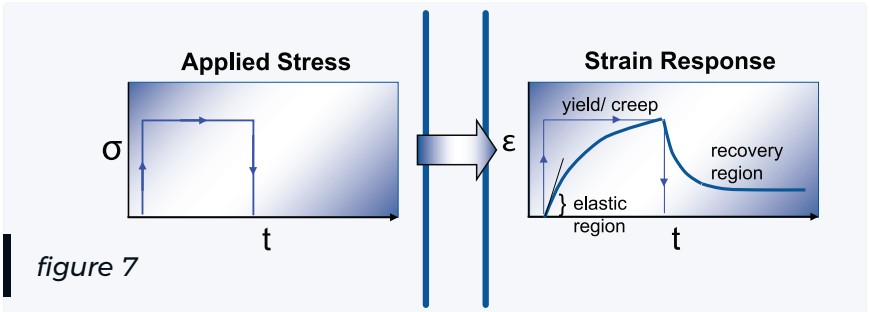 Applied Stress
σ
t
figure 7
Strain Response
ε
yield/ creep
recovery
region
} elastic
region
t